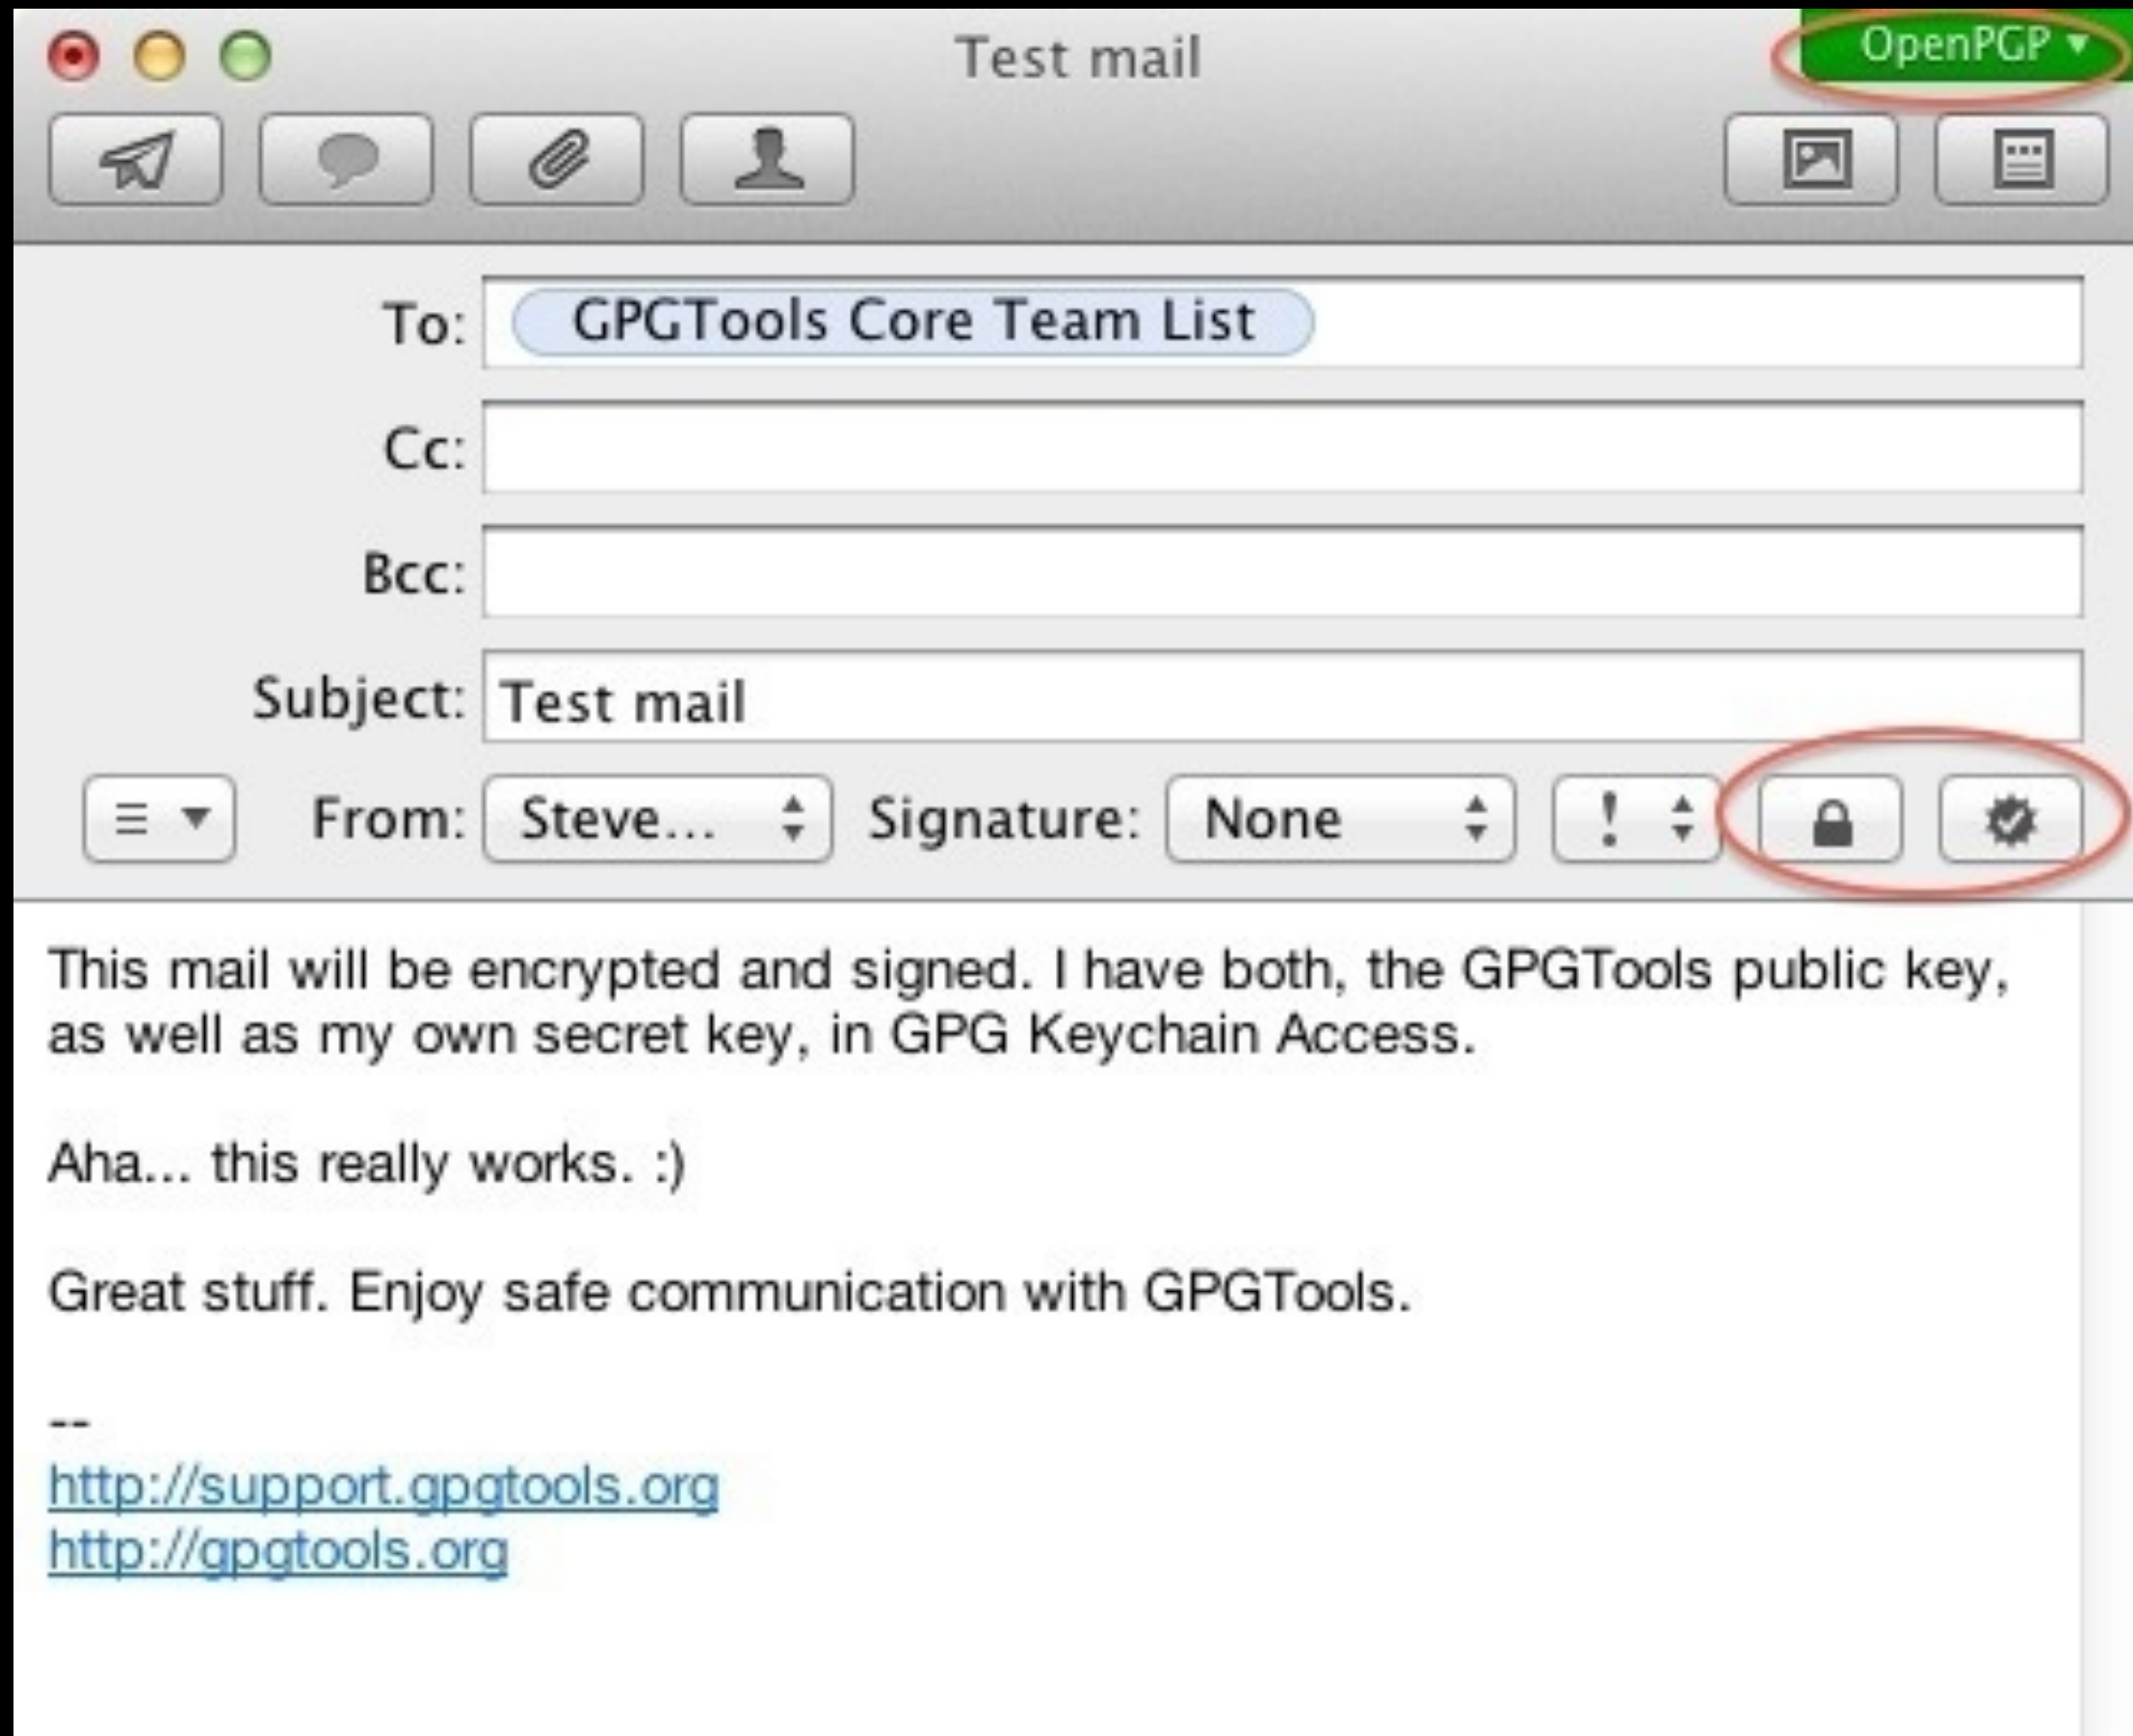 Test mail
OpenPGP
To: GPGTools Core Team List
Cc:
Bcc:
Subject: Test mail
From: Steve... Signature: None !
This mail will be encrypted and signed. I have both, the GPGTools public key,
as well as my own secret key, in GPG Keychain Access.
Aha... this really works. :)
Great stuff. Enjoy safe communication with GPGTools.
--
http://support.gpgtools.org
http://gpgtools.org